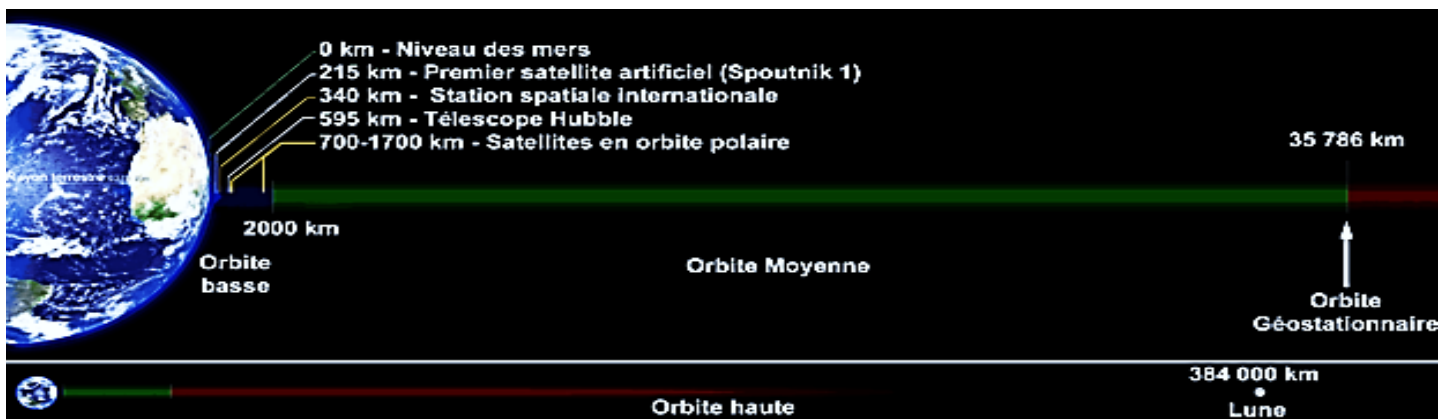 0 km - Niveau des mers
215 km - Premier satellite artificiel (Spoutnik 1)
340 km - Station spatiale internationale
595 km - Télescope Hubble
700-1700 km - Satellites en orbite polaire
35 786 km
Rayon terrestre
2000 km
Orbite
basse
Orbite Moyenne
Orbite
Géostationnaire
384 000 km
Orbite haute
Lune